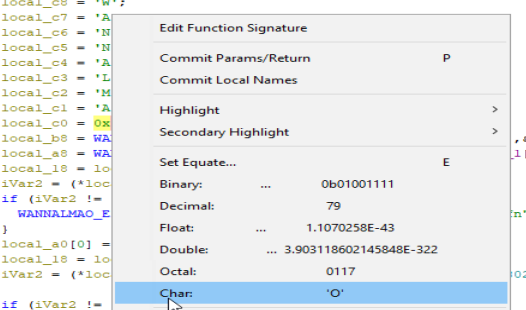 local_c8 = 'W';
local_c7 = 'A
local_c6 = 'N
local_c5 = 'N
local_c4 = 'A
local_c3 = 'L
local_c2 = 'M
local_c1 = 'A
local_c0 = 0x
local_b8 = WA
local_a8 = WA
local_18 = lo
iVar2 = (*loc
if (iVar2 !=
WANNALMAO_E
}
local_a0[0] =
local_18 = lo
iVar2 = (*loc
if (iVar2 !=
Edit Function Signature
Commit Params/Return P
Commit Local Names
Highlight >
Secondary Highlight >
Set Equate... E
Binary: ... 0b01001111
Decimal: 79
Float: ... 1.1070258E-43
Double: ... 3.903118602145848E-322
Octal: 0117
Char: 'O'